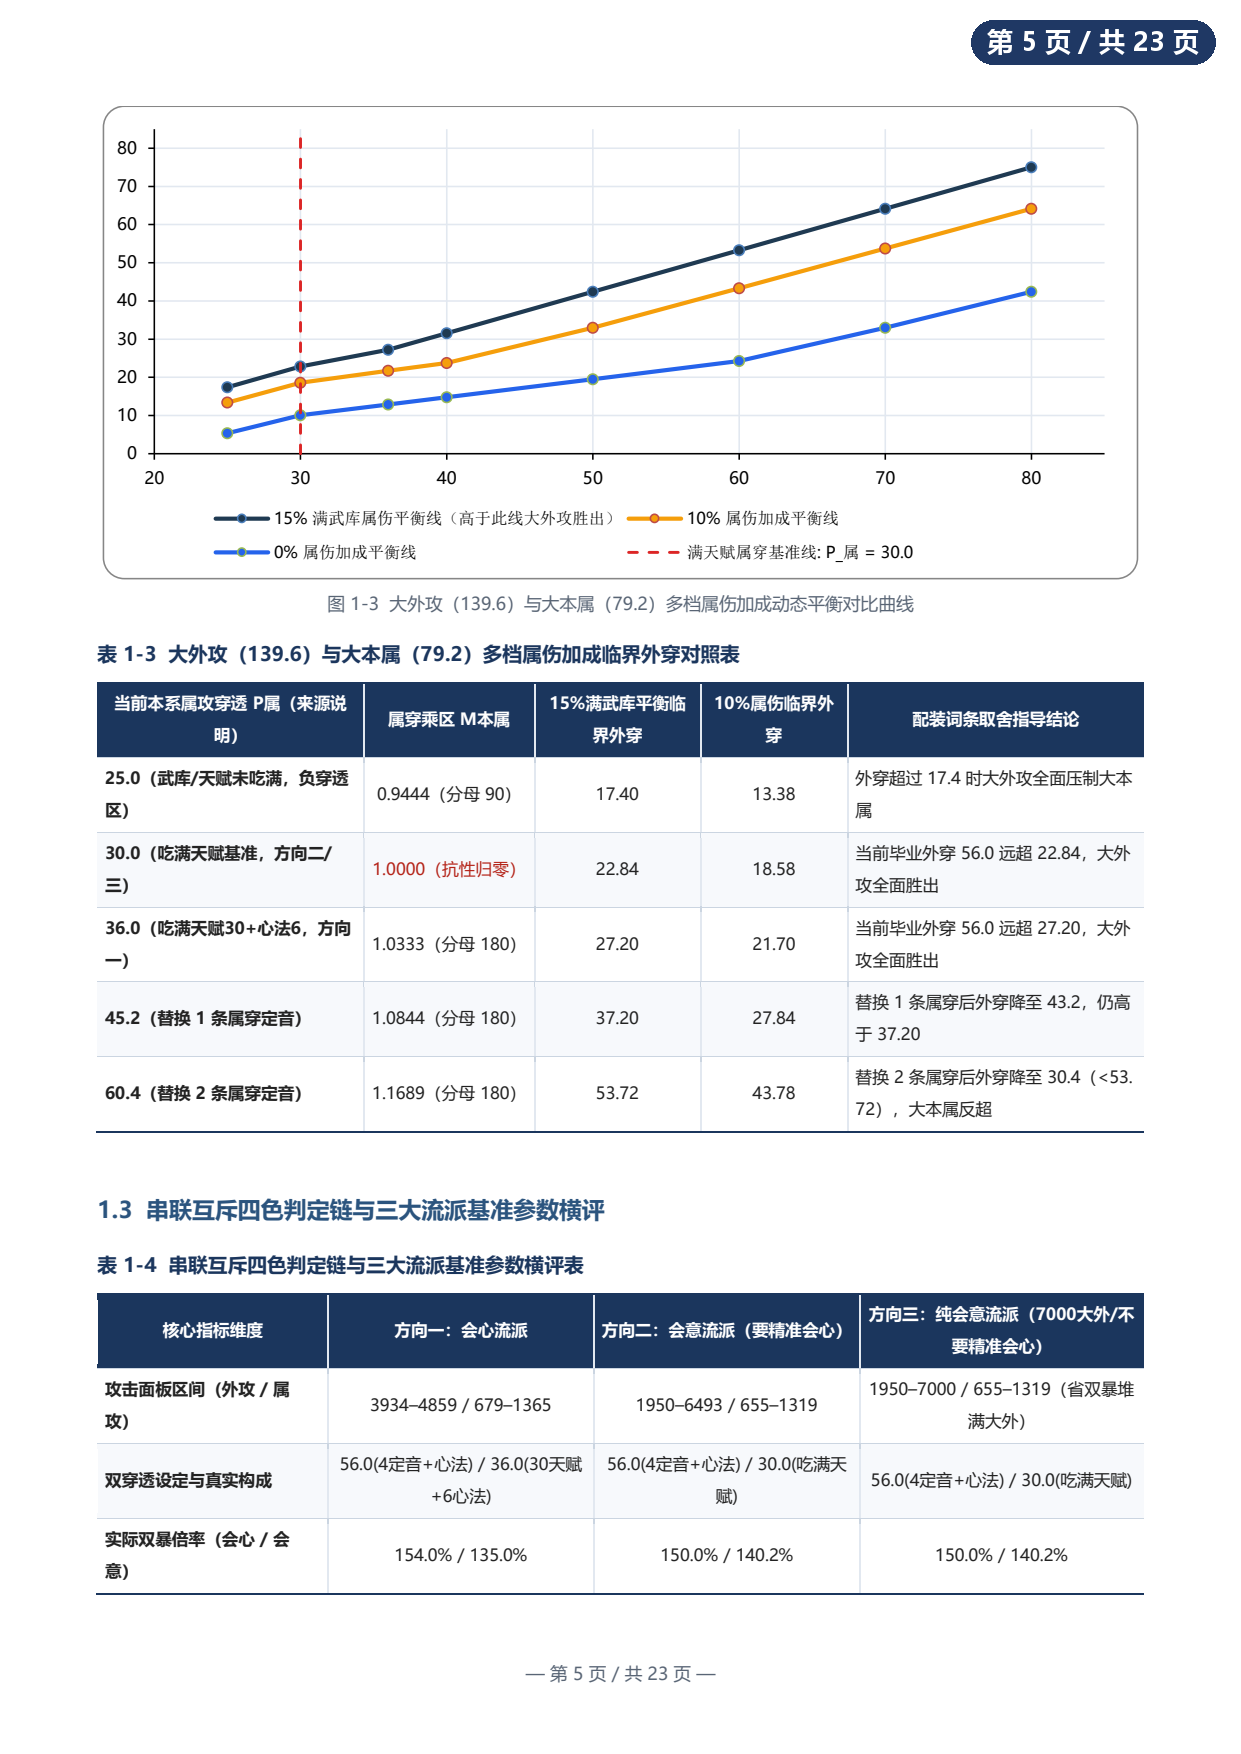 第 5 页 / 共 23 页
80
70
60
50
40
30
20
10
0
20 30 40 50 60 70 80
15% 满武库属伤平衡线（高于此线大外攻胜出） 10% 属伤加成平衡线
0% 属伤加成平衡线 满天赋属穿基准线: P_属 = 30.0
图 1-3 大外攻（139.6）与大本属（79.2）多档属伤加成动态平衡对比曲线
表 1-3 大外攻（139.6）与大本属（79.2）多档属伤加成临界外穿对照表
当前本系属攻穿透 P属（来源说
明） 属穿乘区 M本属 15%满武库平衡临
界外穿 10%属伤临界外
穿 配装词条取舍指导结论
25.0（武库/天赋未吃满，负穿透
区） 0.9444（分母 90） 17.40 13.38 外穿超过 17.4 时大外攻全面压制大本
属
30.0（吃满天赋基准，方向二/
三） 1.0000（抗性归零） 22.84 18.58 当前毕业外穿 56.0 远超 22.84，大外
攻全面胜出
36.0（吃满天赋30+心法6，方向
一） 1.0333（分母 180） 27.20 21.70 当前毕业外穿 56.0 远超 27.20，大外
攻全面胜出
45.2（替换 1 条属穿定音） 1.0844（分母 180） 37.20 27.84 替换 1 条属穿后外穿降至 43.2，仍高
于 37.20
60.4（替换 2 条属穿定音） 1.1689（分母 180） 53.72 43.78 替换 2 条属穿后外穿降至 30.4（<53.
72），大本属反超
1.3 串联互斥四色判定链与三大流派基准参数横评
表 1-4 串联互斥四色判定链与三大流派基准参数横评表
核心指标维度 方向一：会心流派 方向二：会意流派（要精准会心） 方向三：纯会意流派（7000大外/不
要精准会心）
攻击面板区间（外攻 / 属
攻） 3934–4859 / 679–1365 1950–6493 / 655–1319 1950–7000 / 655–1319（省双暴堆
满大外）
双穿透设定与真实构成 56.0(4定音+心法) / 36.0(30天赋
+6心法) 56.0(4定音+心法) / 30.0(吃满天
赋) 56.0(4定音+心法) / 30.0(吃满天赋)
实际双暴倍率（会心 / 会
意） 154.0% / 135.0% 150.0% / 140.2% 150.0% / 140.2%
— 第 5 页 / 共 23 页 —